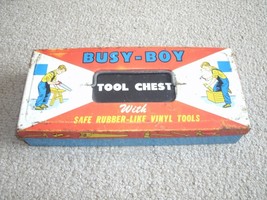 BUSY-BOY
TOOL CHEST
With
SAFE RUBBER-LIKE VINYL TOOLS